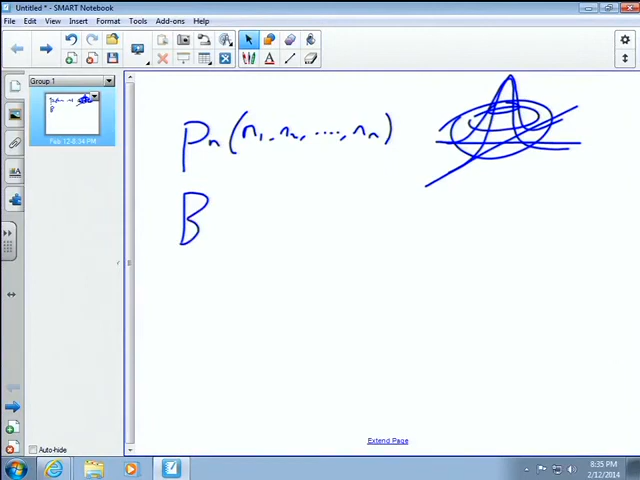 Untitled * - SMART Notebook
File Edit View Insert Format Tools Add-ons Help
Group 1
Feb 12-8:34 PM
Pn(n1, n2, ...., nn)
B
Extend Page
Auto-hide
8:35 PM
2/12/2014